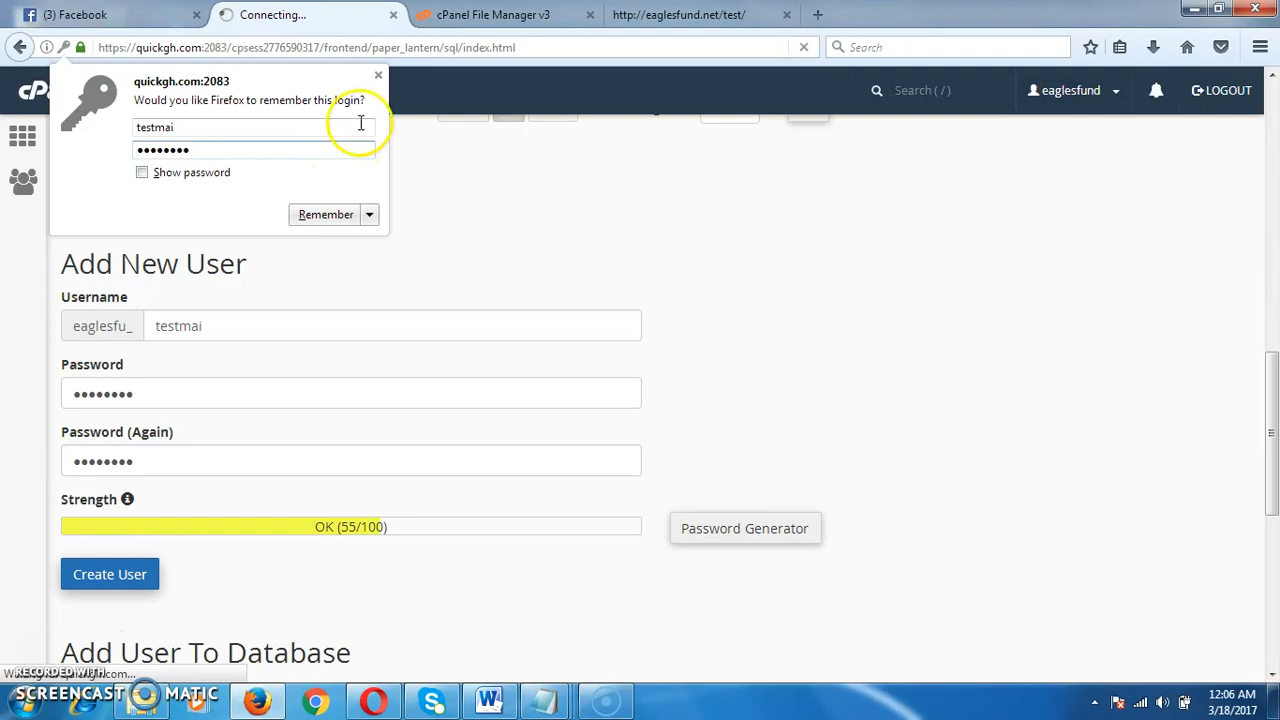 (3) Facebook
Connecting...
cPanel File Manager v3
http://eaglesfund.net/test/
https://quickgh.com:2083/cpsess2776590317/frontend/paper_lantern/sql/index.html
Search
quickgh.com:2083
Would you like Firefox to remember this login?
testmai
••••••••
Show password
Remember
cP
Search ( / )
eaglesfund
LOGOUT
Add New User
Username
eaglesfu_
testmai
Password
••••••••
Password (Again)
••••••••
Strength
OK (55/100)
Password Generator
Create User
Add User To Database
RECORDED WITH
SCREENCAST MATIC
12:06 AM
3/18/2017